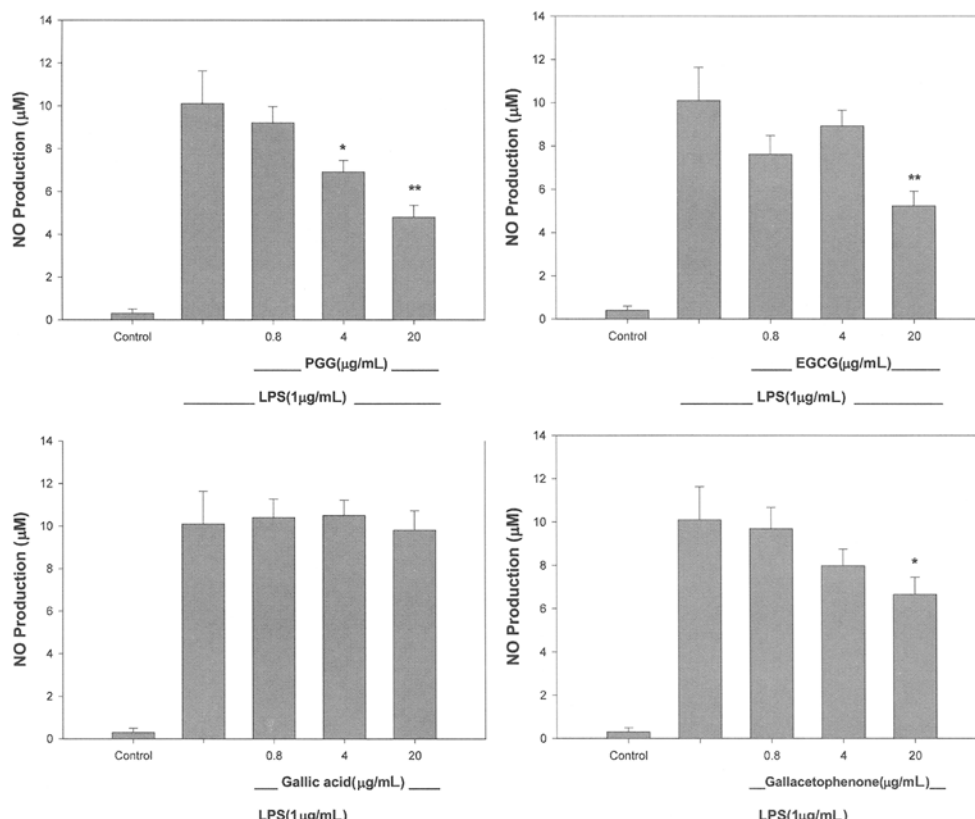 NO Production (µM)
14
12
10
8
6
4
2
0
*
**
Control 0.8 4 20
PGG(µg/mL)
LPS(1µg/mL)
NO Production (µM)
14
12
10
8
6
4
2
0
**
Control 0.8 4 20
EGCG(µg/mL)
LPS(1µg/mL)
NO Production (µM)
14
12
10
8
6
4
2
0
Control 0.8 4 20
Gallic acid(µg/mL)
LPS(1µg/mL)
NO Production (µM)
14
12
10
8
6
4
2
0
*
Control 0.8 4 20
Gallacetophenone(µg/mL)
LPS(1µg/mL)